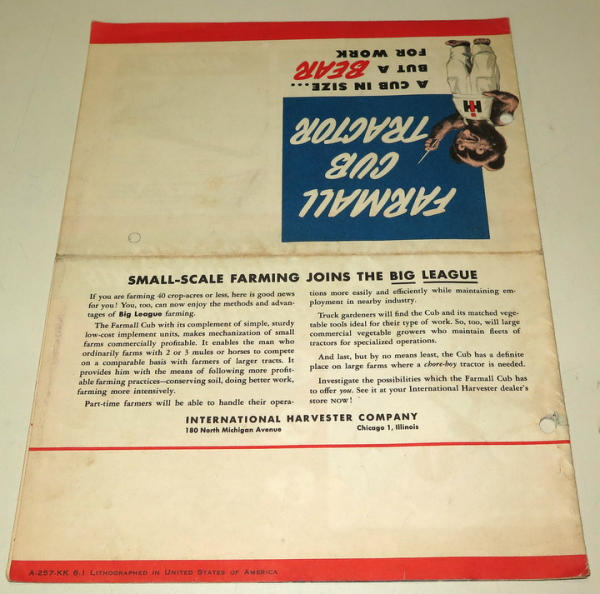 FARMALL
CUB
TRACTOR
A CUB IN SIZE...
BUT A BEAR
FOR WORK
IH
SMALL-SCALE FARMING JOINS THE BIG LEAGUE
If you are farming 40 crop-acres or less, here is good news
for you! You, too, can now enjoy the methods and advan-
tages of Big League farming.
The Farmall Cub with its complement of simple, sturdy
low-cost implement units, makes mechanization of small
farms commercially profitable. It enables the man who
ordinarily farms with 2 or 3 mules or horses to compete
on a comparable basis with farmers of larger tracts. It
provides him with the means of following more profit-
able farming practices—conserving soil, doing better work,
farming more intensively.
Part-time farmers will be able to handle their opera-
tions more easily and efficiently while maintaining em-
ployment in nearby industry.
Truck gardeners will find the Cub and its matched vege-
table tools ideal for their type of work. So, too, will large
commercial vegetable growers who maintain fleets of
tractors for specialized operations.
And last, but by no means least, the Cub has a definite
place on large farms where a chore-boy tractor is needed.
Investigate the possibilities which the Farmall Cub has
to offer you. See it at your International Harvester dealer's
store NOW!
INTERNATIONAL HARVESTER COMPANY
180 North Michigan Avenue Chicago 1, Illinois
A-257-KK 6-1 LITHOGRAPHED IN UNITED STATES OF AMERICA